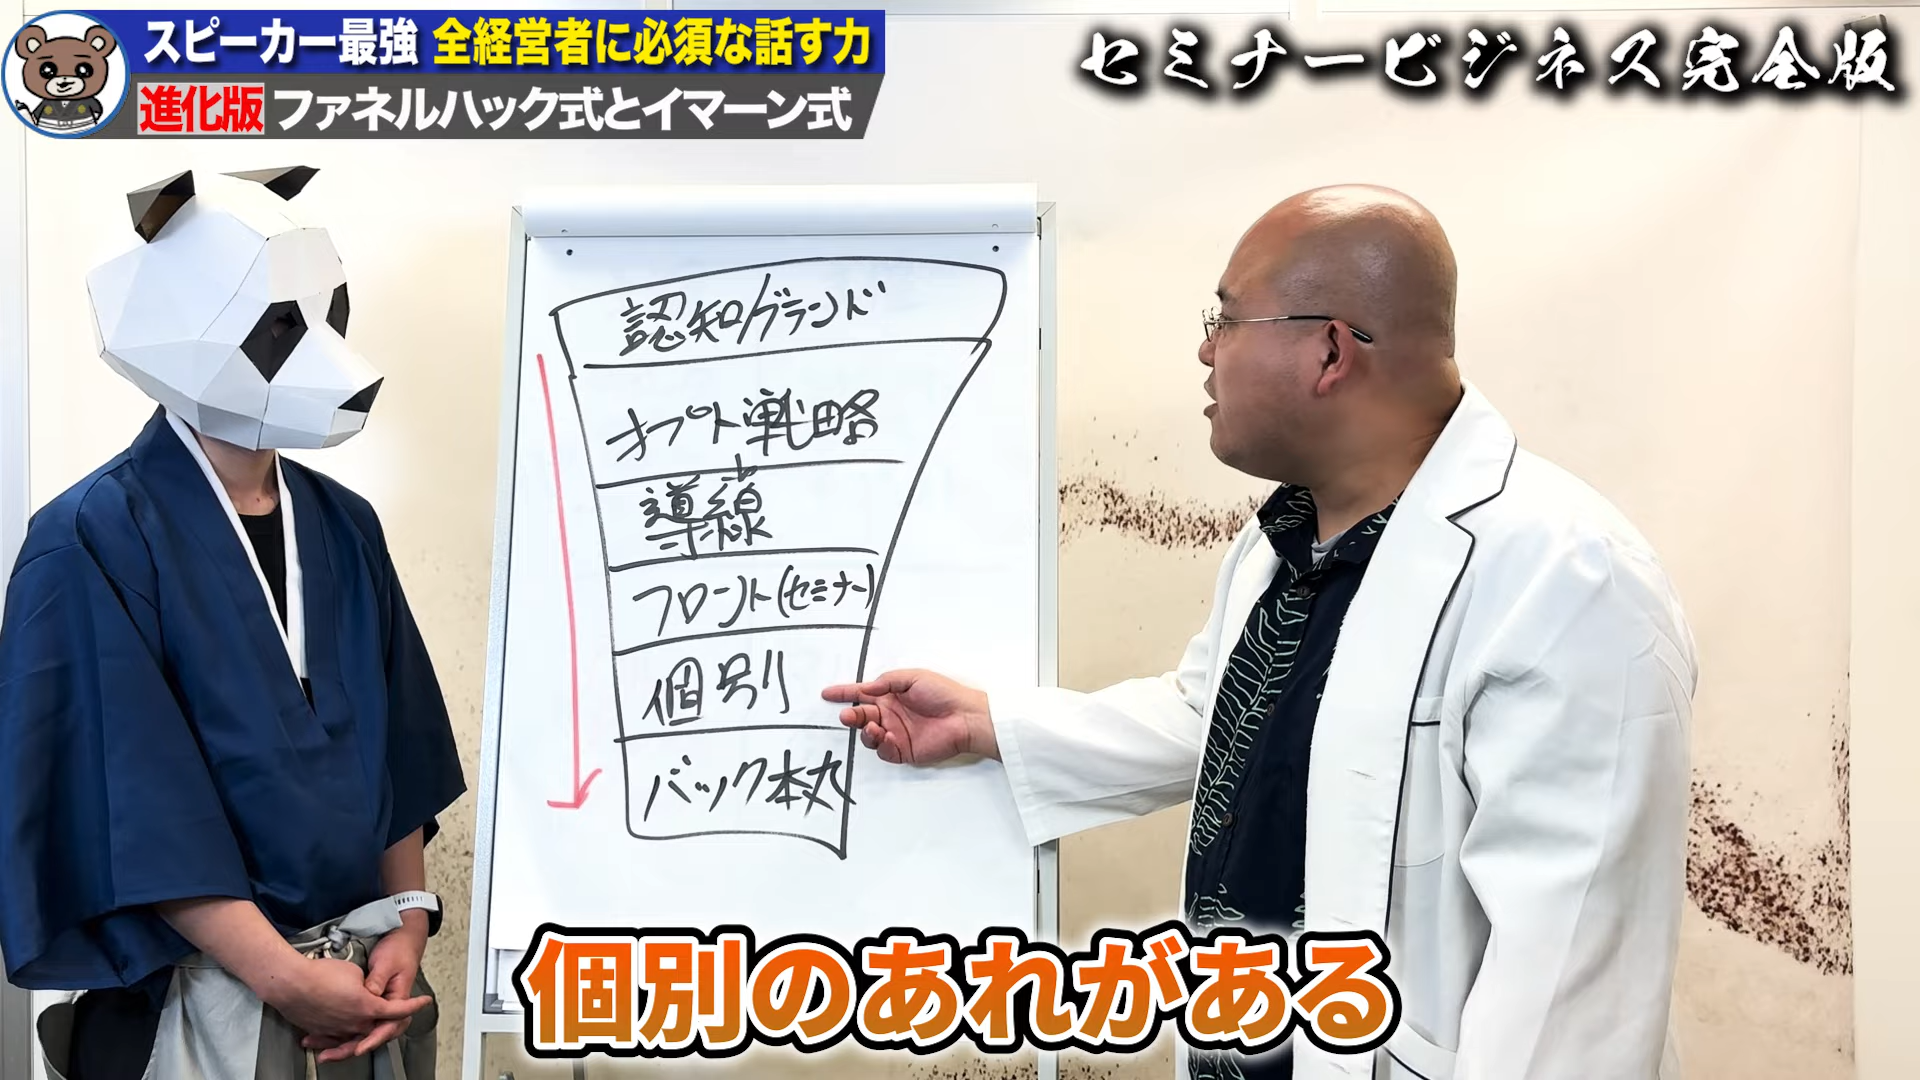 スピーカー最強 全経営者に必須な話す力
進化版 ファネルハック式とイマーン式
セミナービジネス完全版
認知/ブランド
オプト戦略
導線
フロント(セミナー)
個別
バック本丸
個別のあれがある